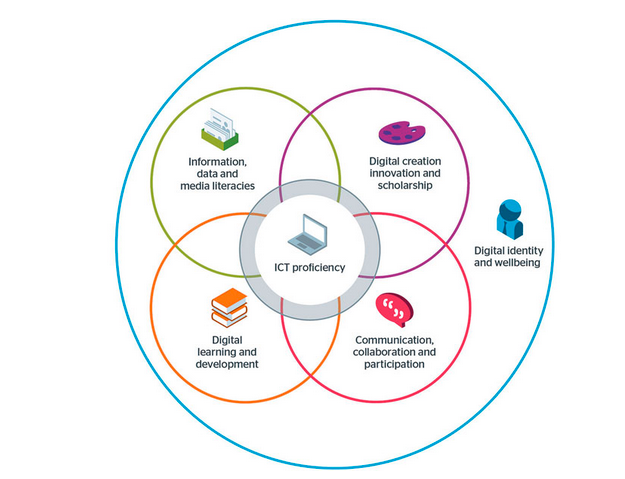 Information,
data and
media literacies
Digital creation
innovation and
scholarship
Digital identity
and wellbeing
ICT proficiency
Digital
learning and
development
Communication,
collaboration and
participation